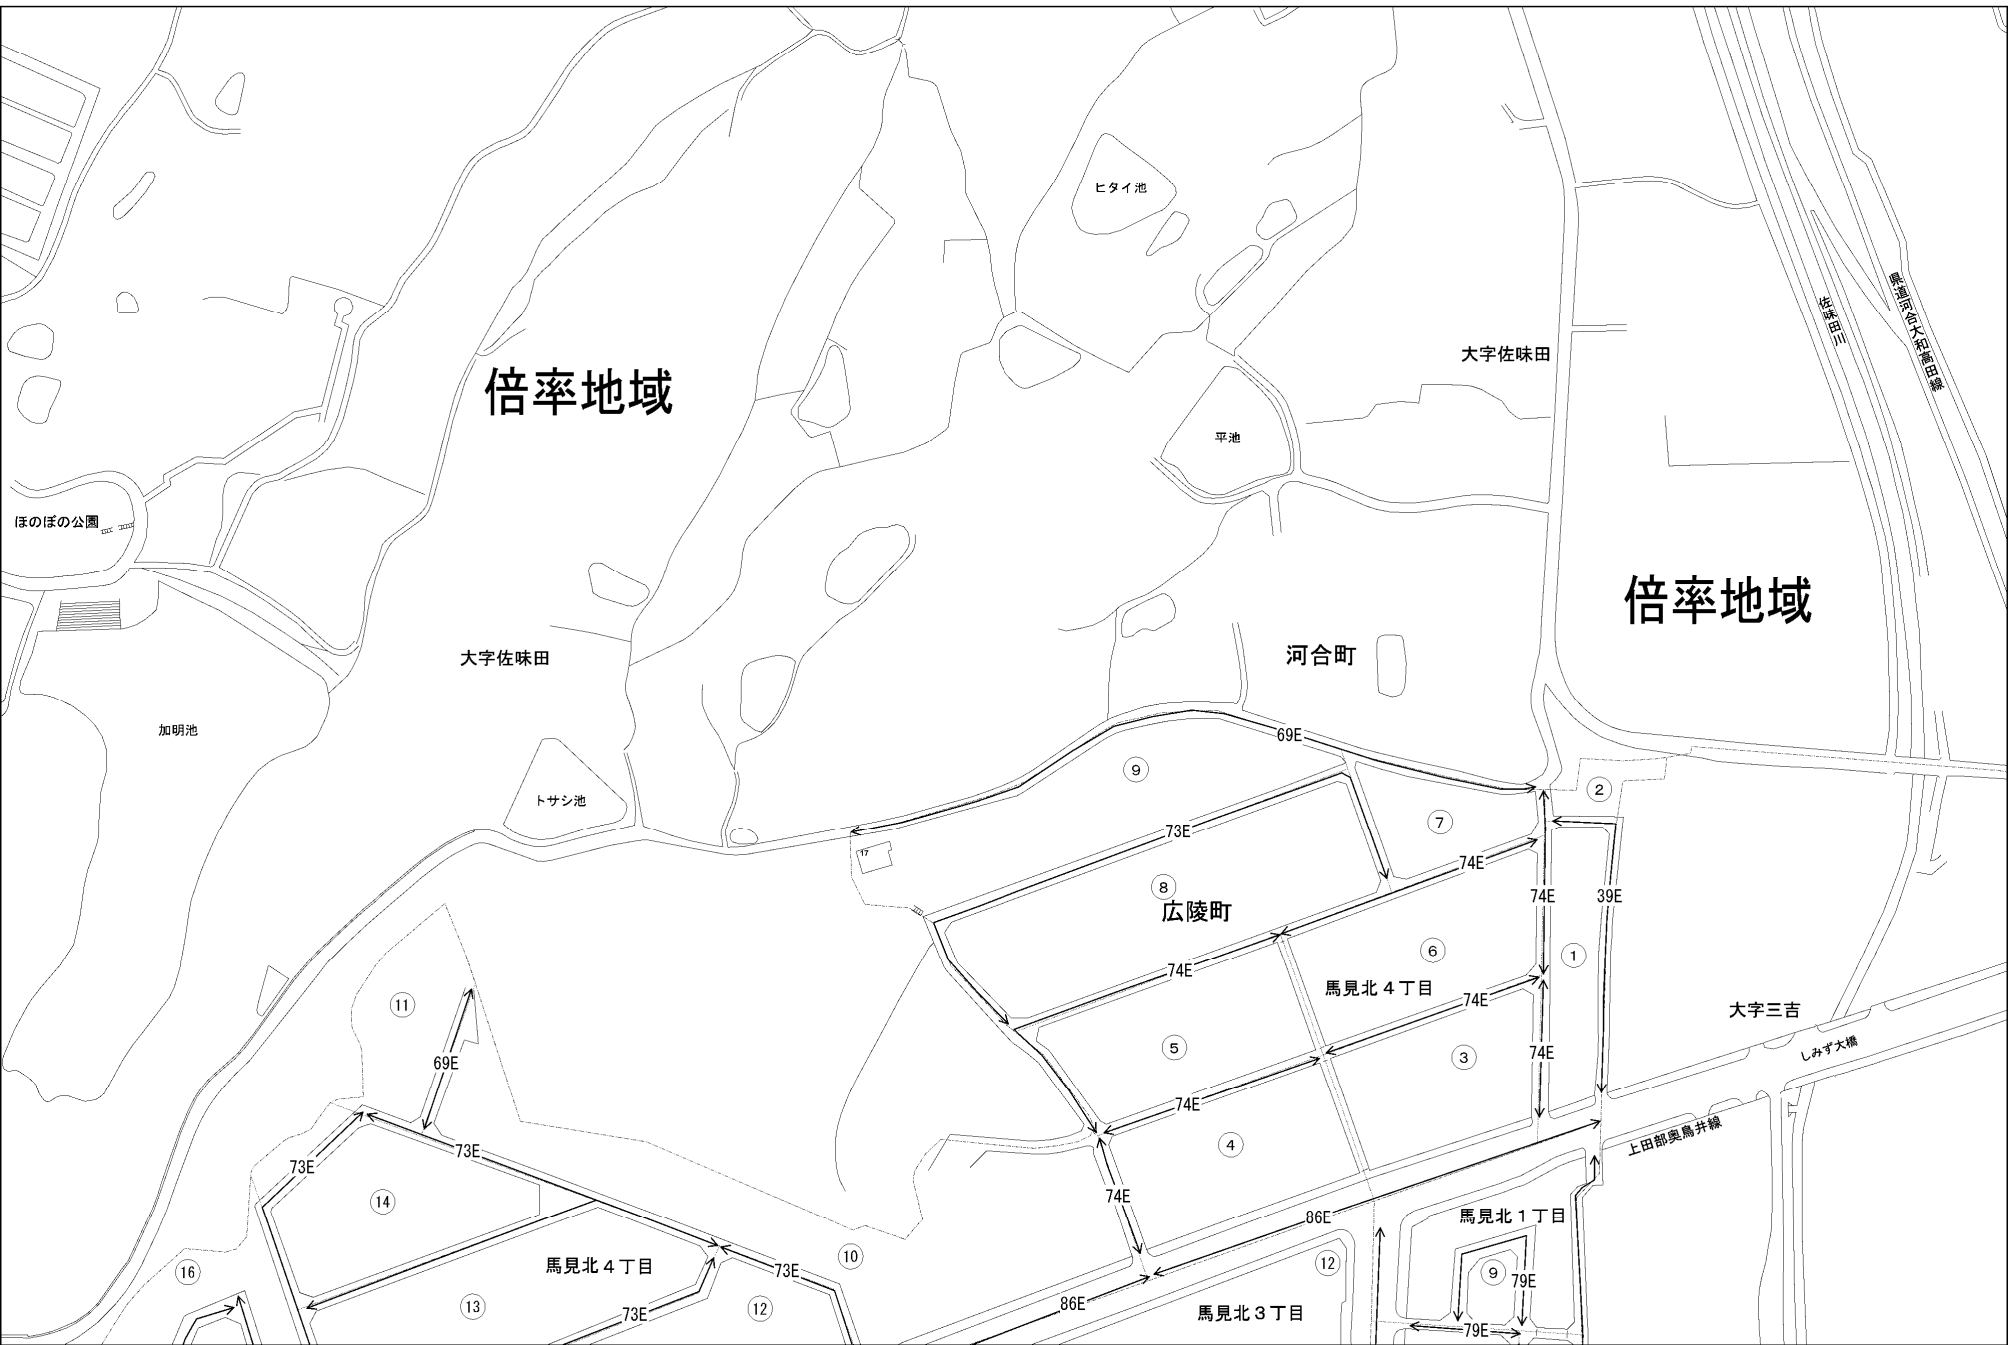 ヒタイ池
佐味田川
県道河合大和高田線
大字佐味田
倍率地域
平池
ほのぼの公園
倍率地域
河合町
大字佐味田
加明池
69E
⑨
②
トサシ池
⑦
73E
17
74E
⑧
広陵町
74E
39E
⑥
①
74E
馬見北４丁目
74E
⑪
大字三吉
⑤
③
74E
しみず大橋
69E
74E
④
上田部奥鳥井線
73E
73E
⑭
74E
86E
馬見北１丁目
⑩
⑫
馬見北４丁目
⑯
73E
⑨
79E
⑬
⑫
86E
馬見北３丁目
73E
79E